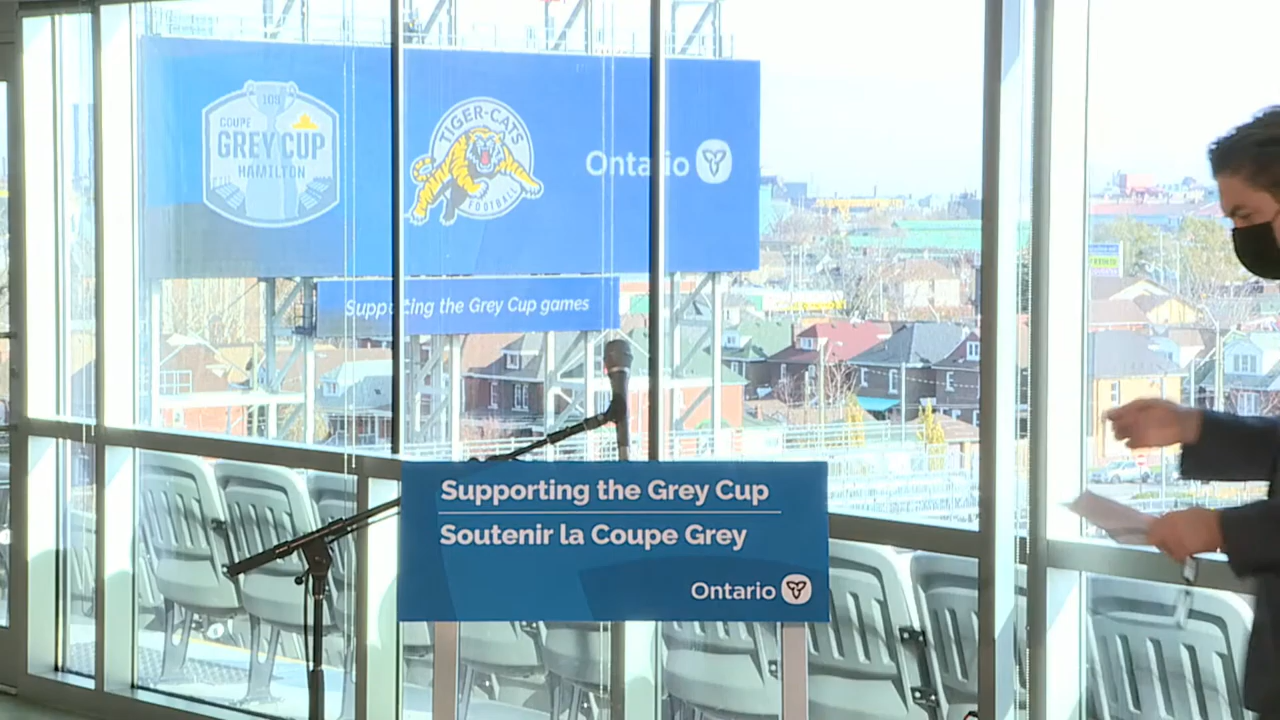 108
COUPE
GREY CUP
HAMILTON
TIGER-CATS
FOOTBALL
Ontario
Supporting the Grey Cup games
Supporting the Grey Cup
Soutenir la Coupe Grey
Ontario